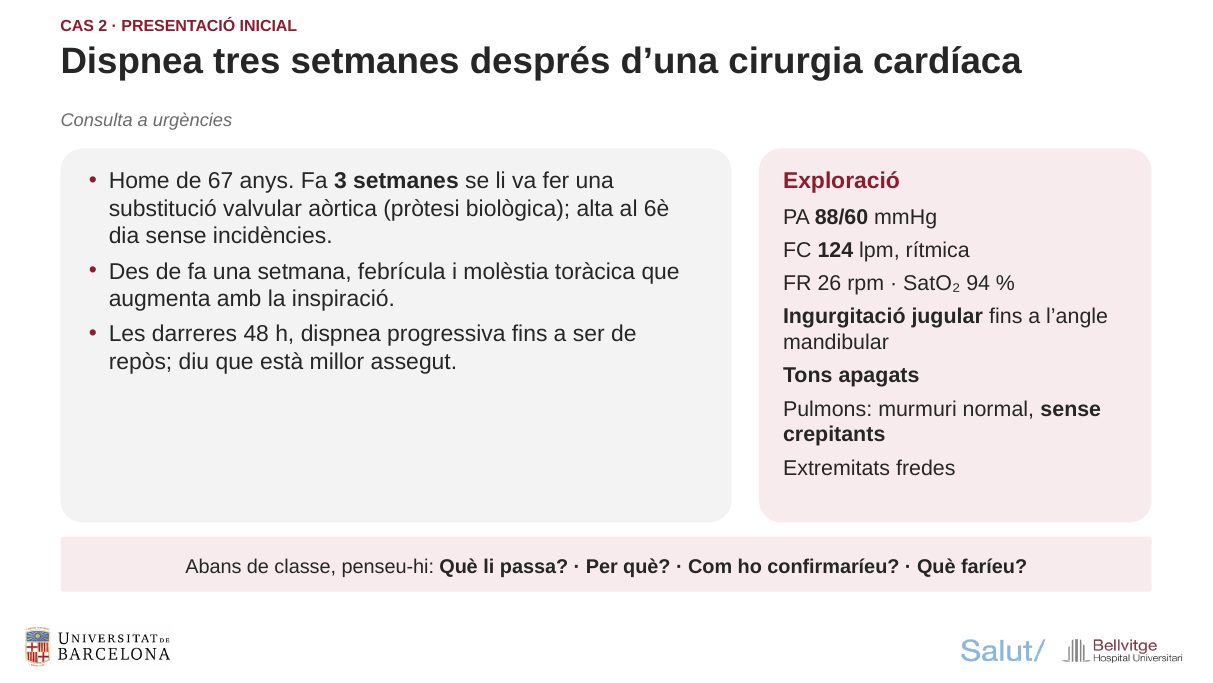 CAS 2 · PRESENTACIÓ INICIAL
Dispnea tres setmanes després d’una cirurgia cardíaca
Consulta a urgències
• Home de 67 anys. Fa 3 setmanes se li va fer una
substitució valvular aòrtica (pròtesi biològica); alta al 6è
dia sense incidències.
• Des de fa una setmana, febrícula i molèstia toràcica que
augmenta amb la inspiració.
• Les darreres 48 h, dispnea progressiva fins a ser de
repòs; diu que està millor assegut.
Exploració
PA 88/60 mmHg
FC 124 lpm, rítmica
FR 26 rpm · SatO₂ 94 %
Ingurgitació jugular fins a l’angle
mandibular
Tons apagats
Pulmons: murmuri normal, sense
crepitants
Extremitats fredes
Abans de classe, penseu-hi: Què li passa? · Per què? · Com ho confirmaríeu? · Què faríeu?
UNIVERSITAT DE
BARCELONA
Salut/
Bellvitge
Hospital Universitari